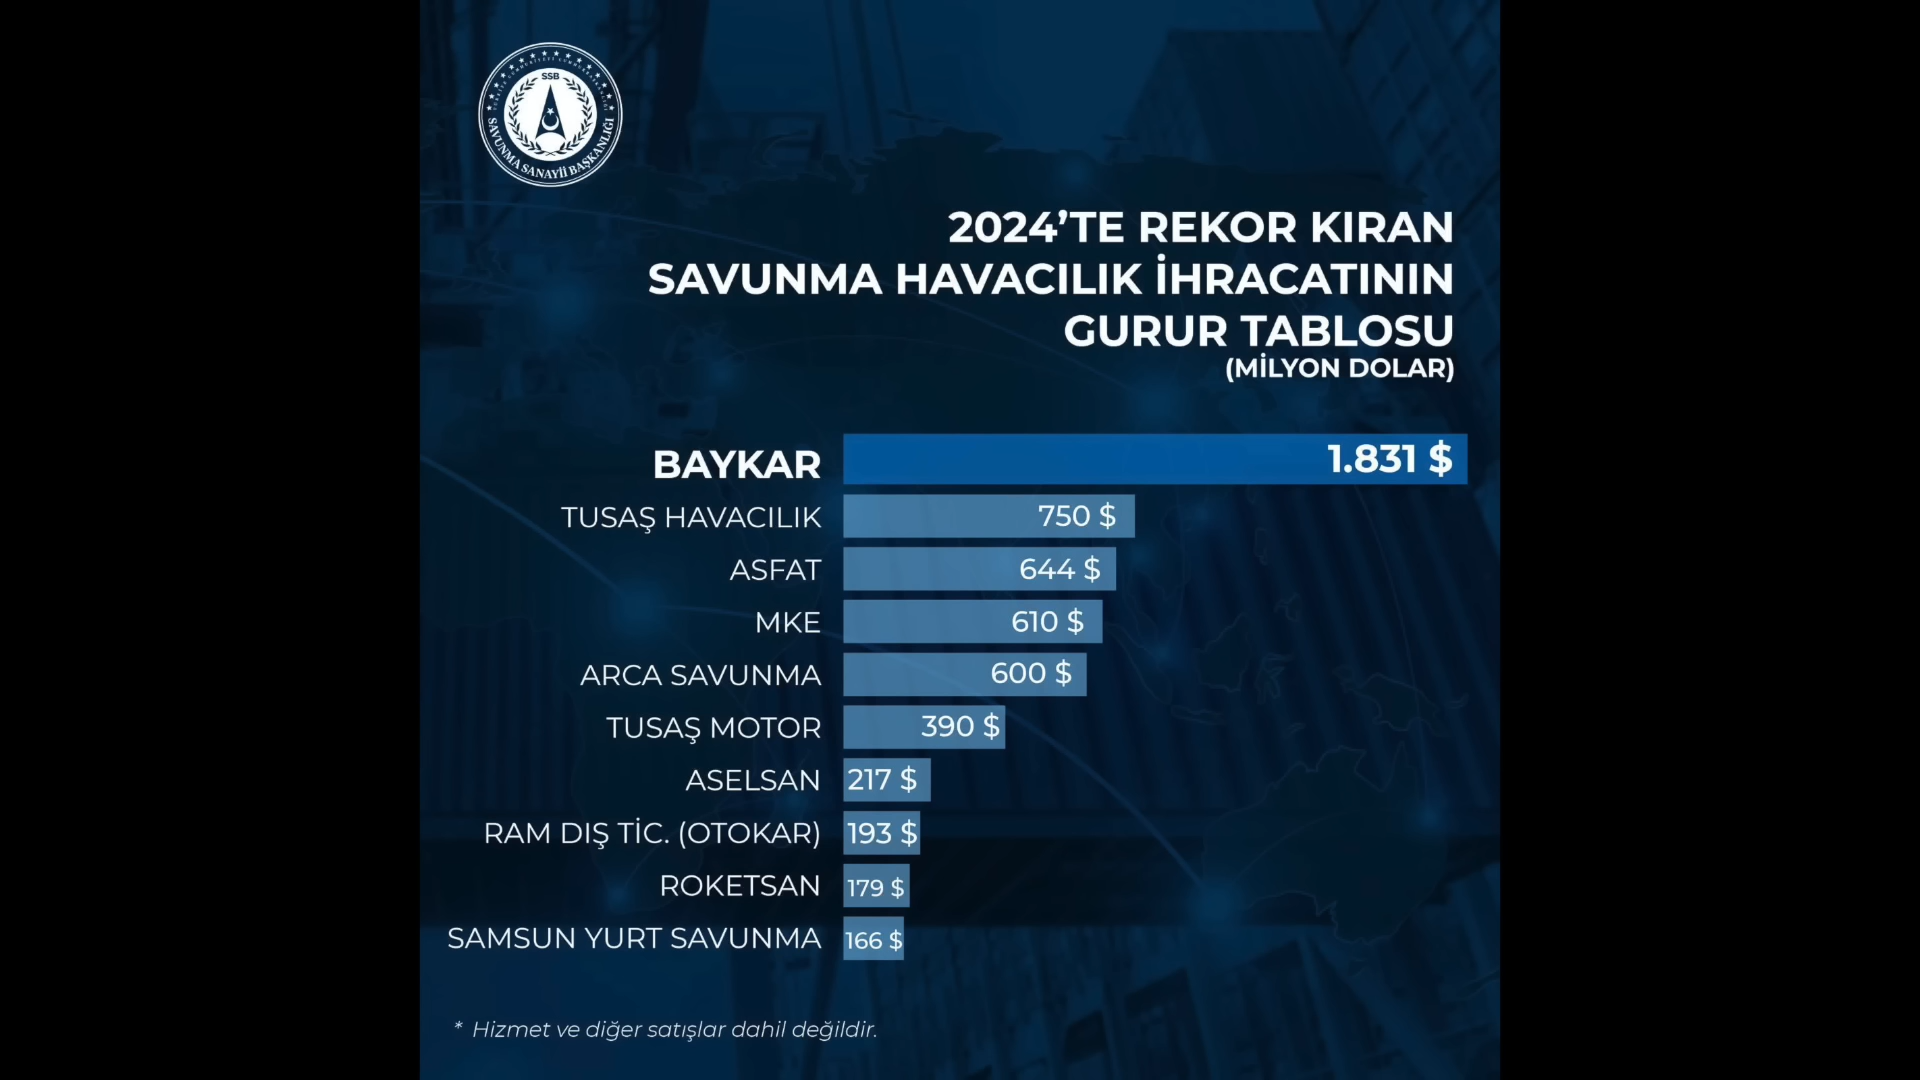 SSB
SAVUNMA SANAYİİ BAŞKANLIĞI
2024'TE REKOR KIRAN
SAVUNMA HAVACILIK İHRACATININ
GURUR TABLOSU
(MİLYON DOLAR)
BAYKAR 1.831 $
TUSAŞ HAVACILIK 750 $
ASFAT 644 $
MKE 610 $
ARCA SAVUNMA 600 $
TUSAŞ MOTOR 390 $
ASELSAN 217 $
RAM DIŞ TİC. (OTOKAR) 193 $
ROKETSAN 179 $
SAMSUN YURT SAVUNMA 166 $
* Hizmet ve diğer satışlar dahil değildir.